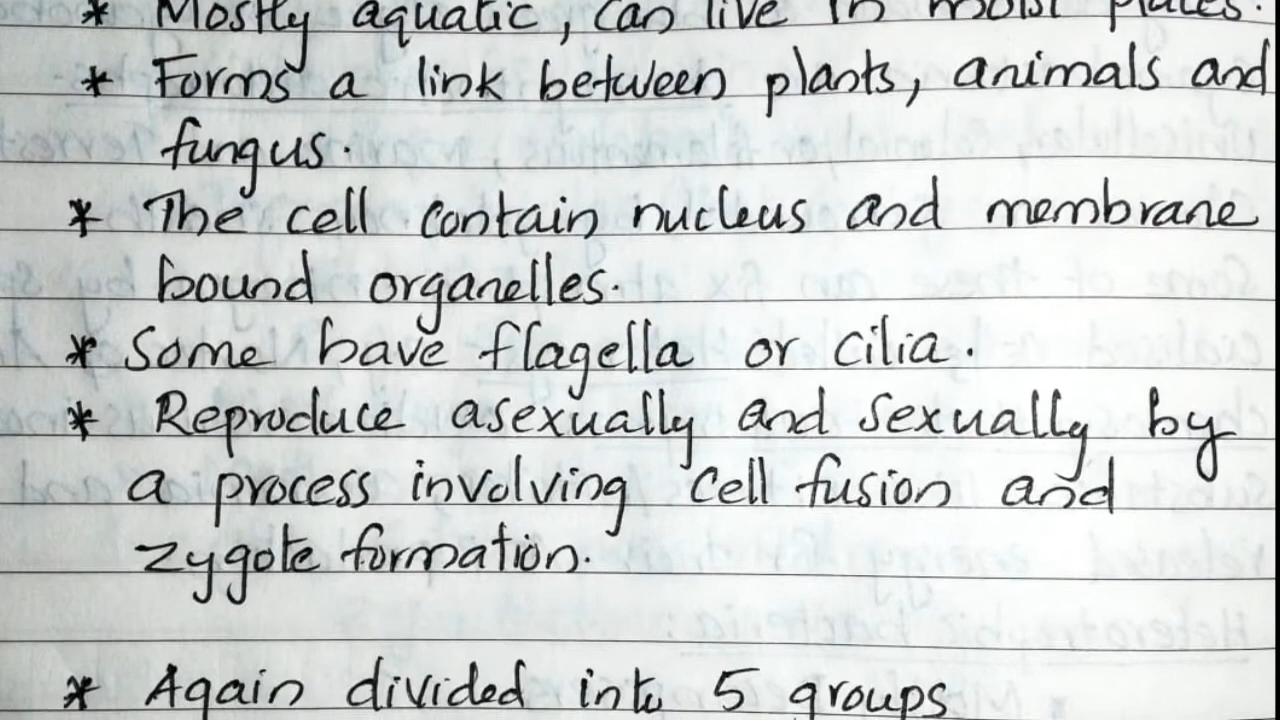 * Mostly aquatic, can live in moist places.
* Forms a link between plants, animals and
fungus.
* The cell contain nucleus and membrane
bound organelles.
* Some have flagella or cilia.
* Reproduce asexually and sexually by
a process involving cell fusion and
zygote formation.
* Again divided into 5 groups